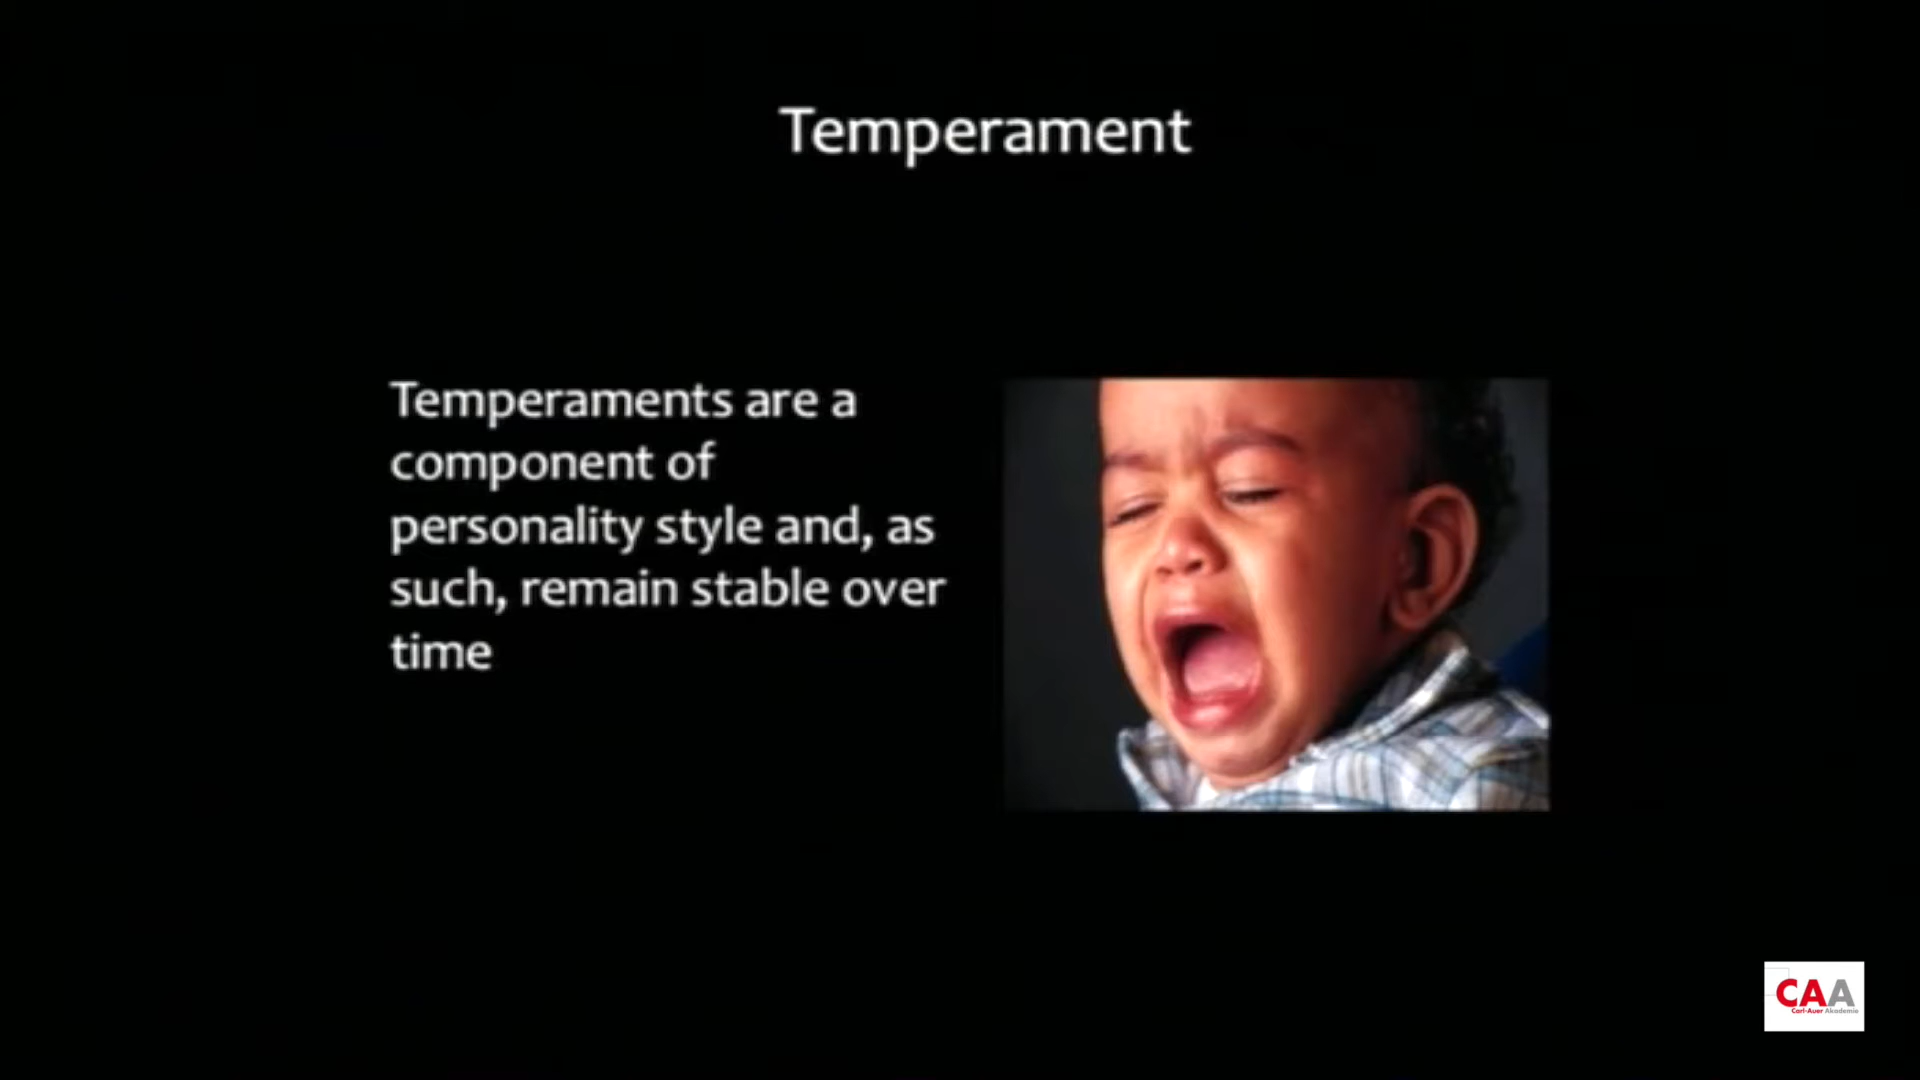 Temperament
Temperaments are a
component of
personality style and, as
such, remain stable over
time
CAA
Carl-Auer Akademie